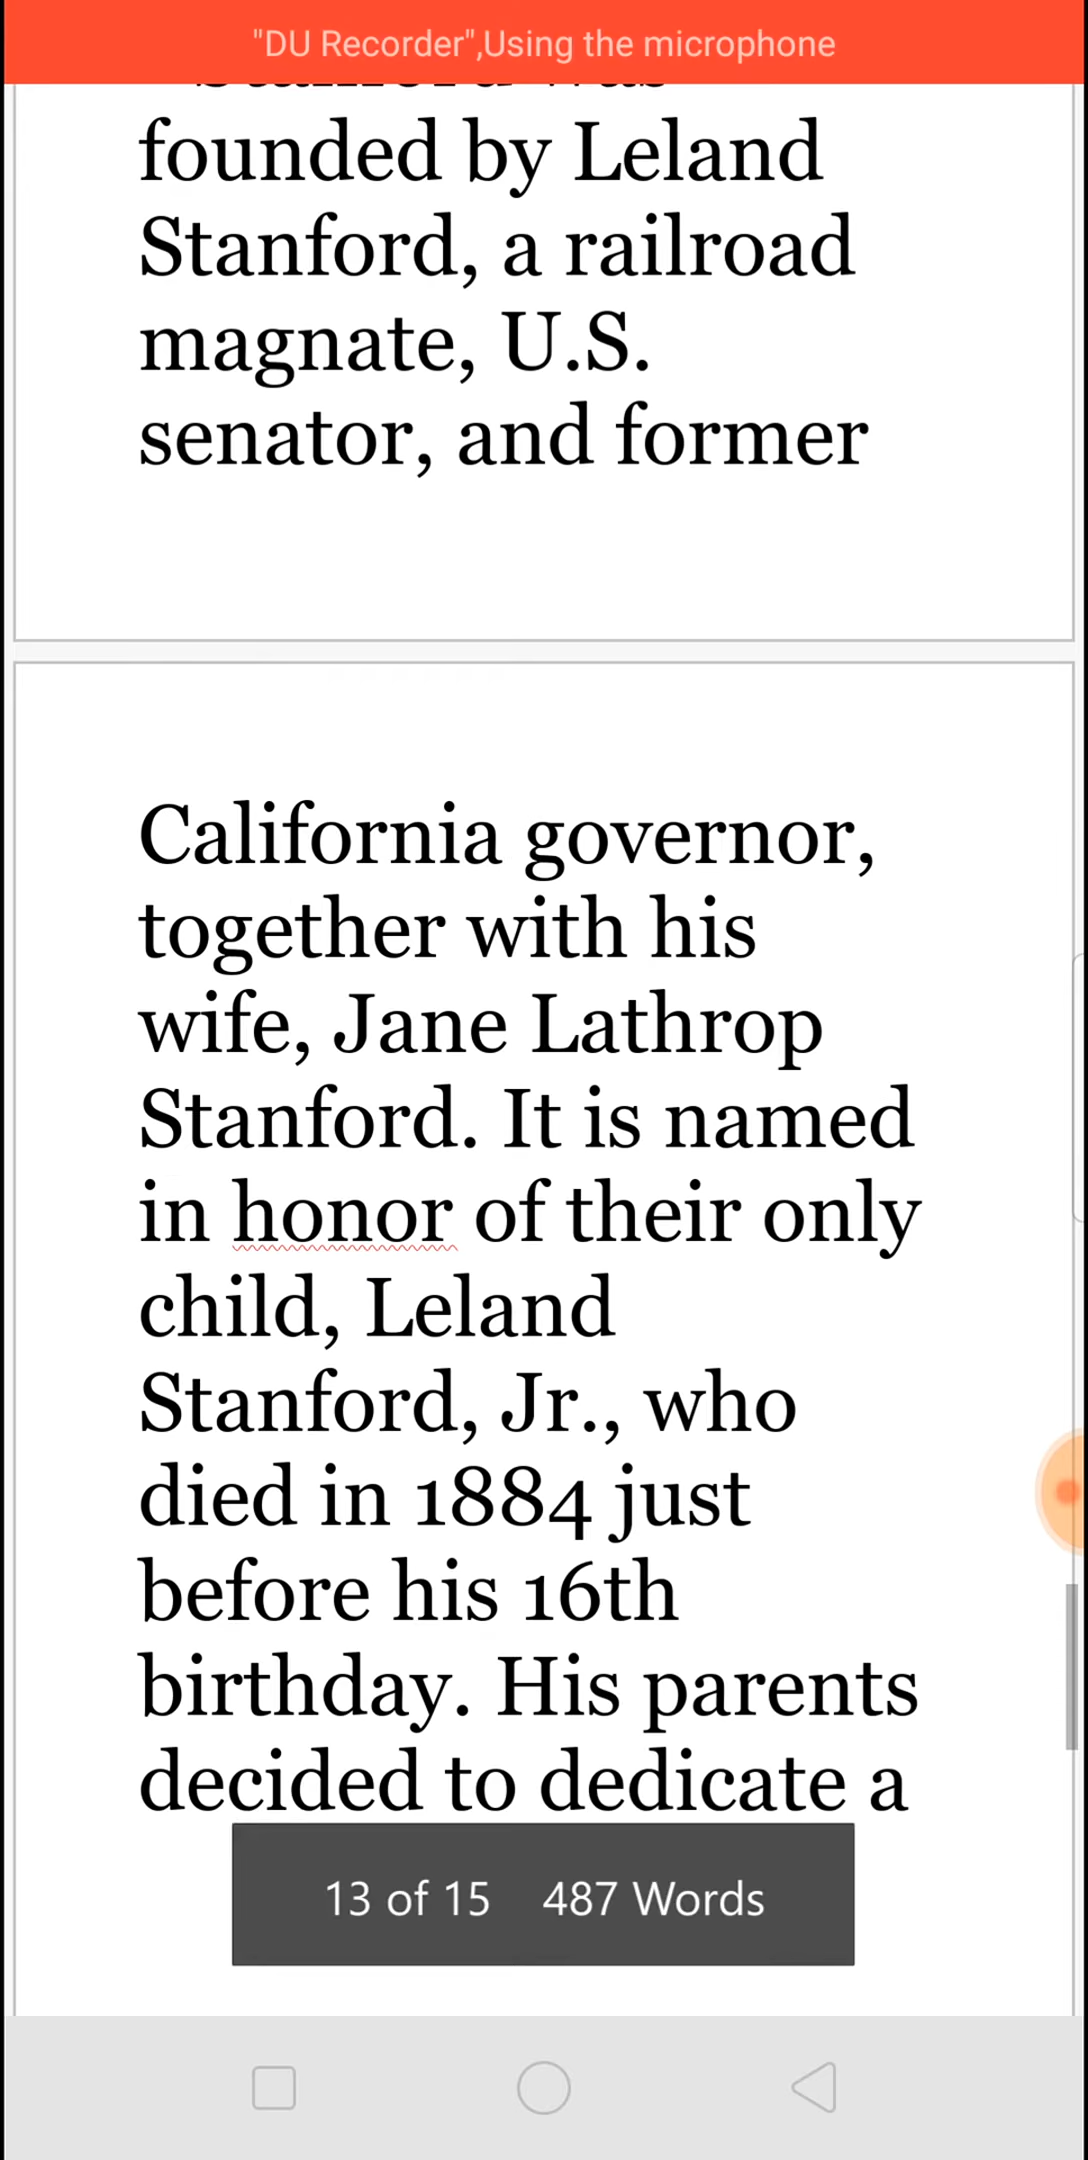 "DU Recorder",Using the microphone
founded by Leland
Stanford, a railroad
magnate, U.S.
senator, and former
California governor,
together with his
wife, Jane Lathrop
Stanford. It is named
in honor of their only
child, Leland
Stanford, Jr., who
died in 1884 just
before his 16th
birthday. His parents
decided to dedicate a
13 of 15 487 Words